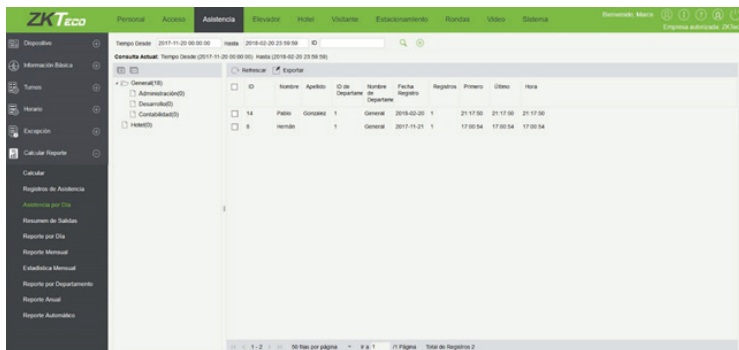 ZKTeco
Personal Acceso Asistencia Elevador Hotel Visitante Estacionamiento Rondas Video Sistema
Bienvenido, Marco
Empresa autorizada: ZKTec
Dispositivo
Información Básica
Turnos
Horario
Excepción
Calcular Reporte
Calcular
Registros de Asistencia
Asistencia por Día
Resumen de Salidas
Reporte por Día
Reporte Mensual
Estadística Mensual
Reporte por Departamento
Reporte Anual
Reporte Automático
Tiempo Desde 2017-11-20 00:00:00 Hasta 2018-02-20 23:59:59 ID
Consulta Actual: Tiempo Desde:(2017-11-20 00:00:00) Hasta:(2018-02-20 23:59:59)
General(18)
Administración(0)
Desarrollo(0)
Contabilidad(0)
Hotel(0)
Refrescar Exportar
ID Nombre Apellido ID de Departame Nombre de Departame Fecha Registro Registros Primero Último Hora
14 Pablo Gonzalez 1 General 2018-02-20 1 21:17:50 21:17:50 21:17:50
8 Hernán 1 General 2017-11-21 1 17:00:54 17:00:54 17:00:54
1-2 50 filas por página Ir a 1 /1 Página Total de Registros 2